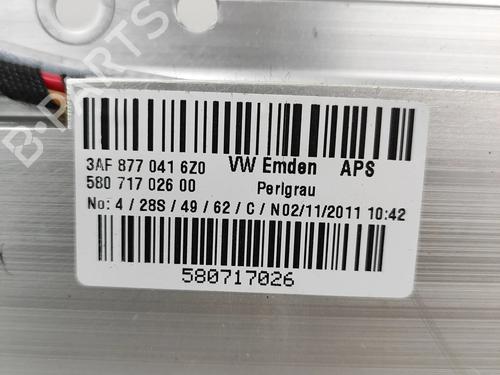 3AF 877 041 6Z0 VW Emden APS
580 717 026 00 Perlgrau
No: 4 / 28S / 49 / 62 / C / N02/11/2011 10:42
580717026
B-PARTS